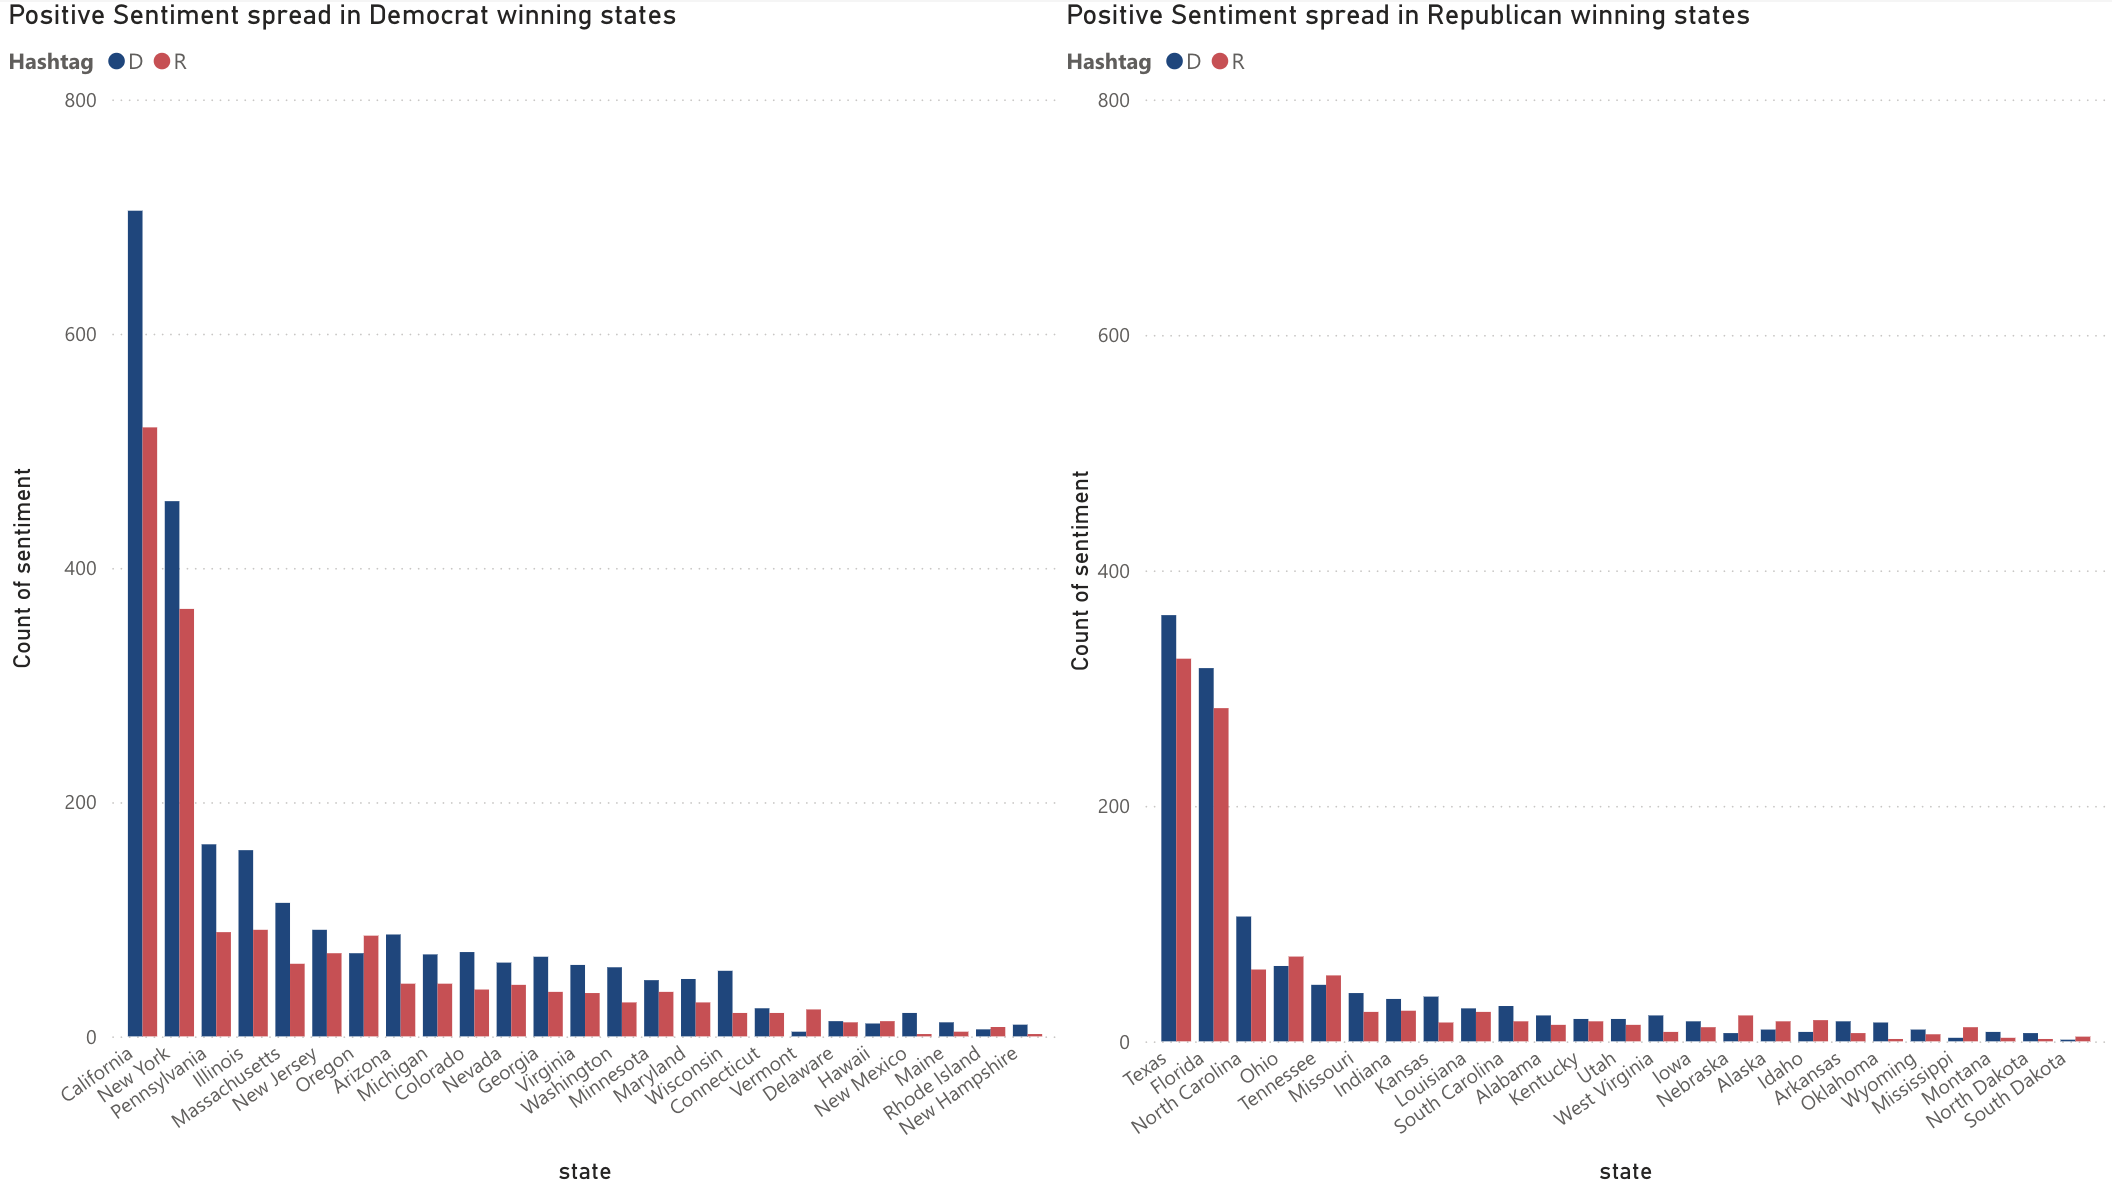 Positive Sentiment spread in Democrat winning states
Hashtag D R
800
600
400
200
0
Count of sentiment
California
New York
Pennsylvania
Illinois
Massachusetts
New Jersey
Oregon
Arizona
Michigan
Colorado
Nevada
Georgia
Virginia
Washington
Minnesota
Maryland
Wisconsin
Connecticut
Vermont
Delaware
Hawaii
New Mexico
Maine
Rhode Island
New Hampshire
state
Positive Sentiment spread in Republican winning states
Hashtag D R
800
600
400
200
0
Count of sentiment
Texas
Florida
North Carolina
Ohio
Tennessee
Missouri
Indiana
Kansas
Louisiana
South Carolina
Alabama
Kentucky
Utah
West Virginia
Iowa
Nebraska
Alaska
Idaho
Arkansas
Oklahoma
Wyoming
Mississippi
Montana
North Dakota
South Dakota
state